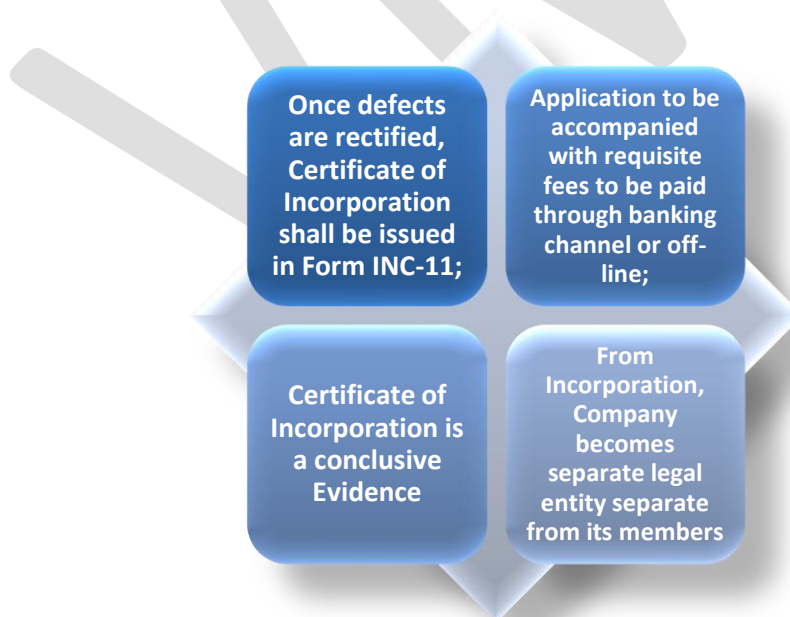 Once defects
are rectified,
Certificate of
Incorporation
shall be issued
in Form INC-11;
Application to be
accompanied
with requisite
fees to be paid
through banking
channel or off-
line;
Certificate of
Incorporation is
a conclusive
Evidence
From
Incorporation,
Company
becomes
separate legal
entity separate
from its members